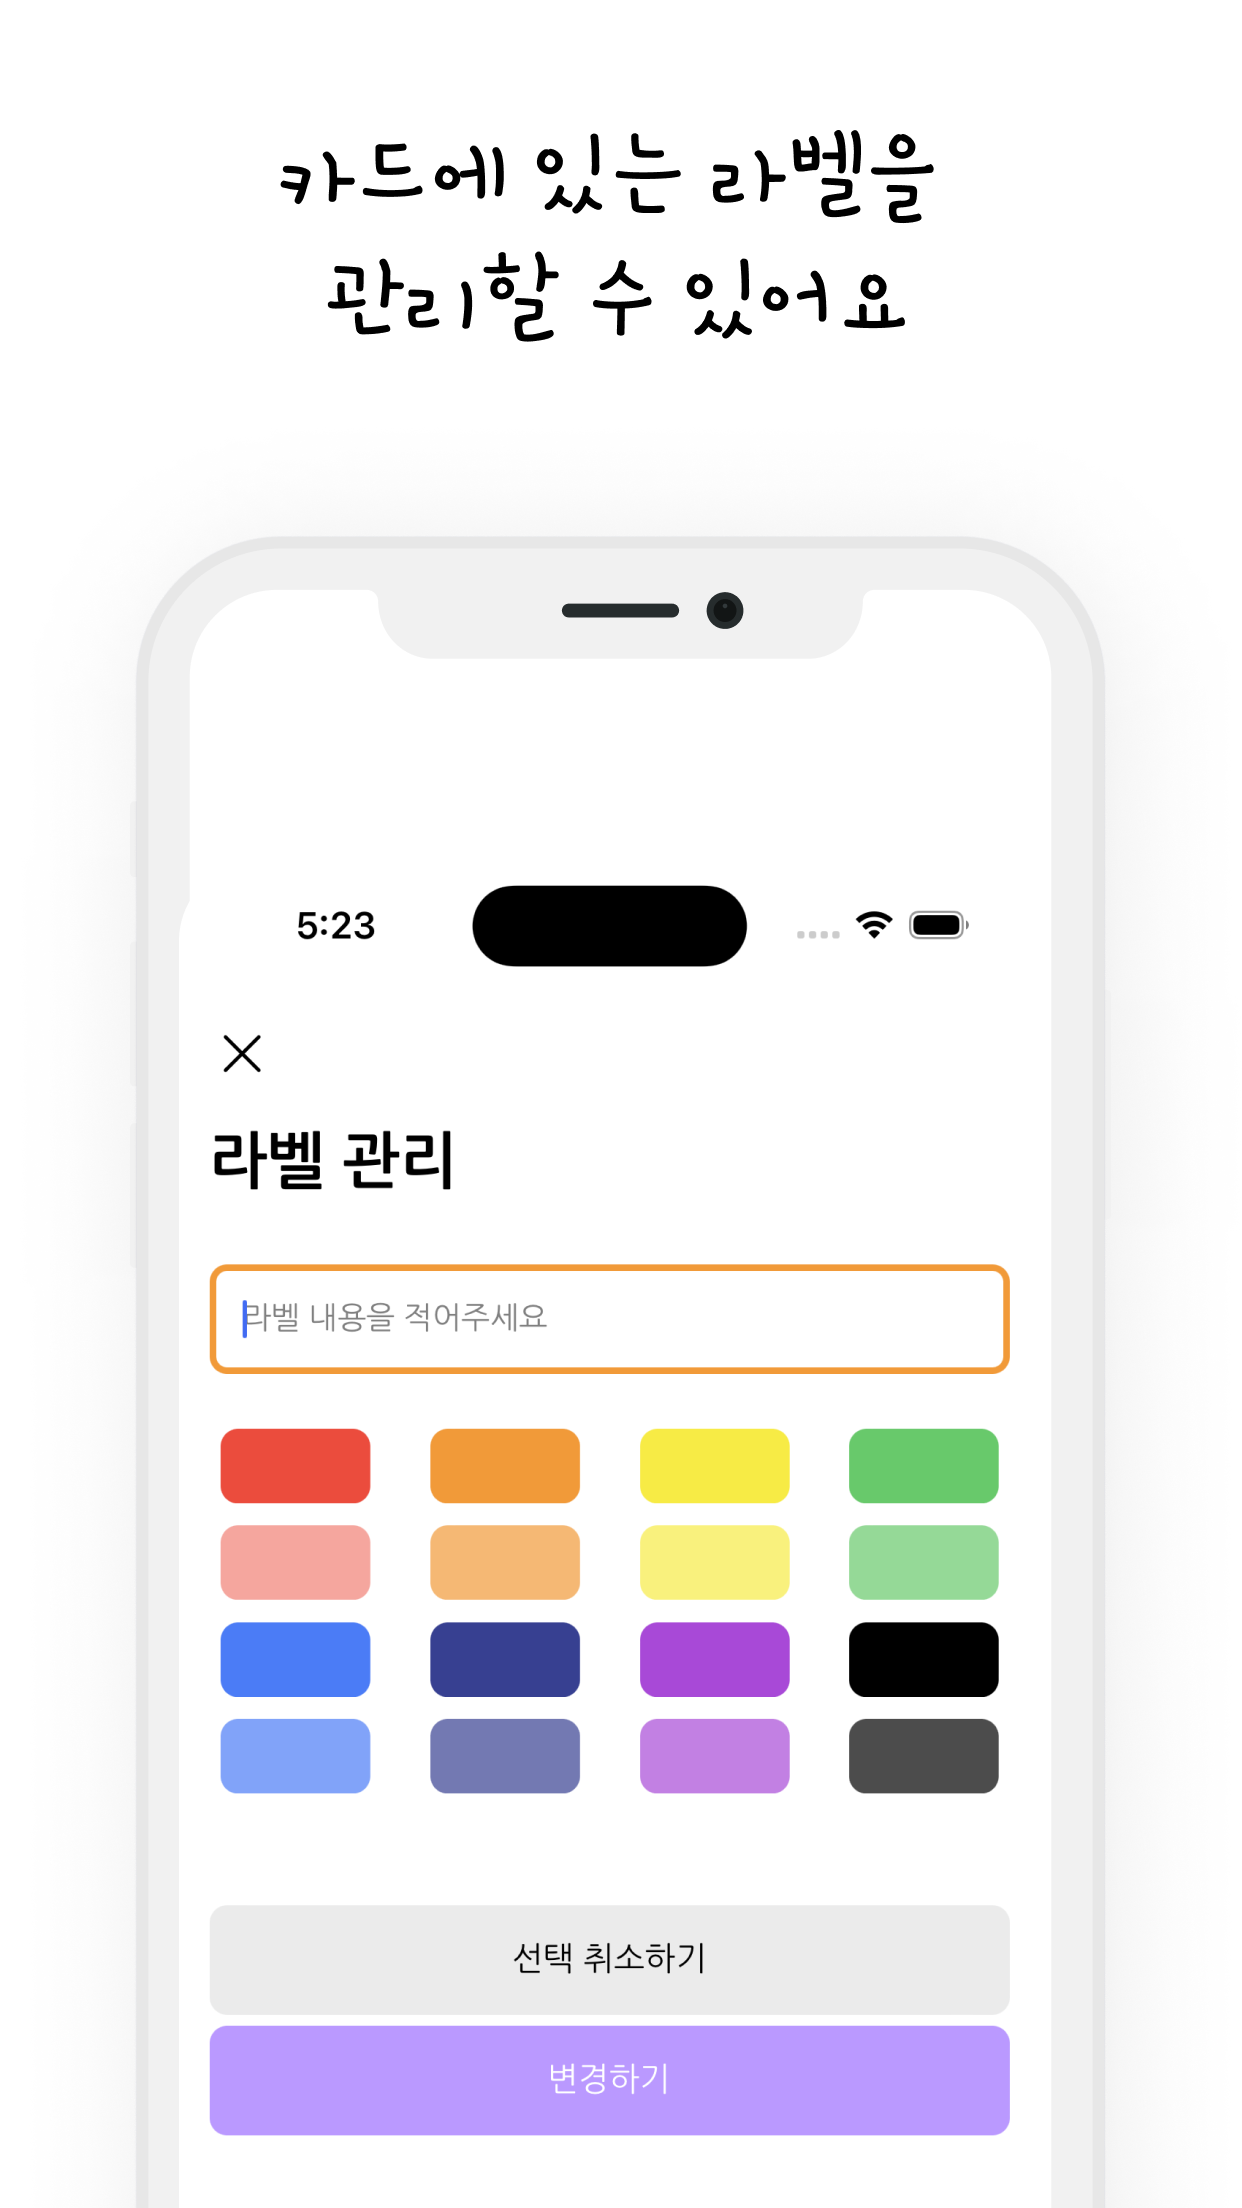 카드에 있는 라벨을
관리할 수 있어요
5:23
라벨 관리
라벨 내용을 적어주세요
선택 취소하기
변경하기